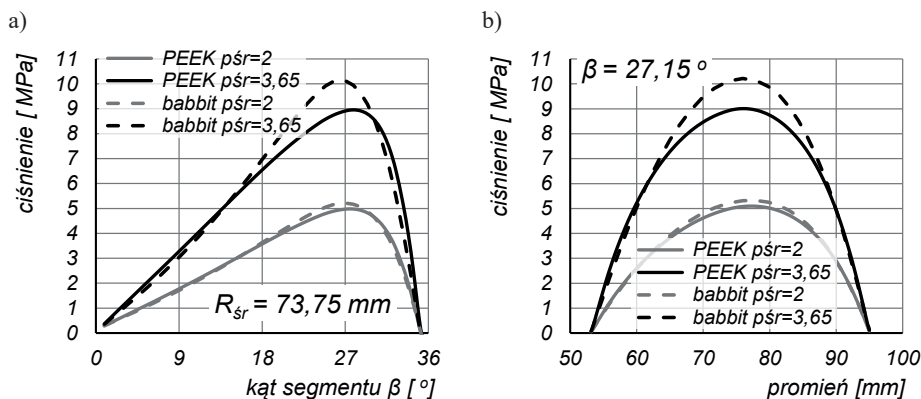 a)
ciśnienie [ MPa]
11
10
9
8
7
6
5
4
3
2
1
0
PEEK pśr=2
PEEK pśr=3,65
babbit pśr=2
babbit pśr=3,65
Rśr = 73,75 mm
0 9 18 27 36
kąt segmentu β [ º]
b)
ciśnienie [ MPa]
11
10
9
8
7
6
5
4
3
2
1
0
β = 27,15 º
PEEK pśr=2
PEEK pśr=3,65
babbit pśr=2
babbit pśr=3,65
50 60 70 80 90 100
promień [mm]